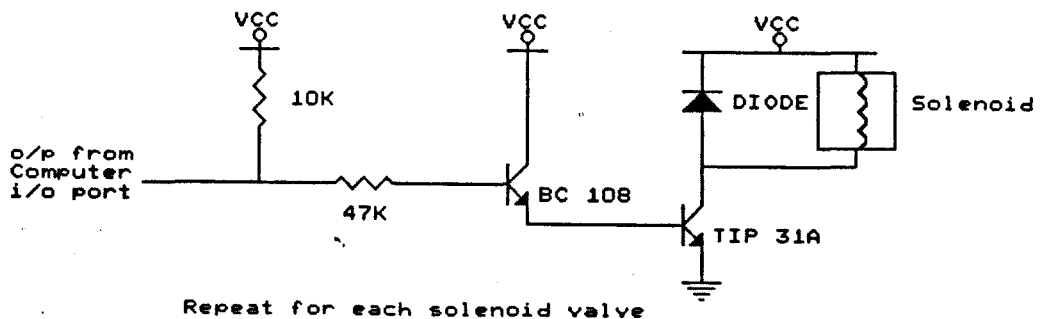 VCC
VCC
VCC
10K
DIODE
Solenoid
o/p from
Computer
i/o port
47K
BC 108
TIP 31A
Repeat for each solenoid valve